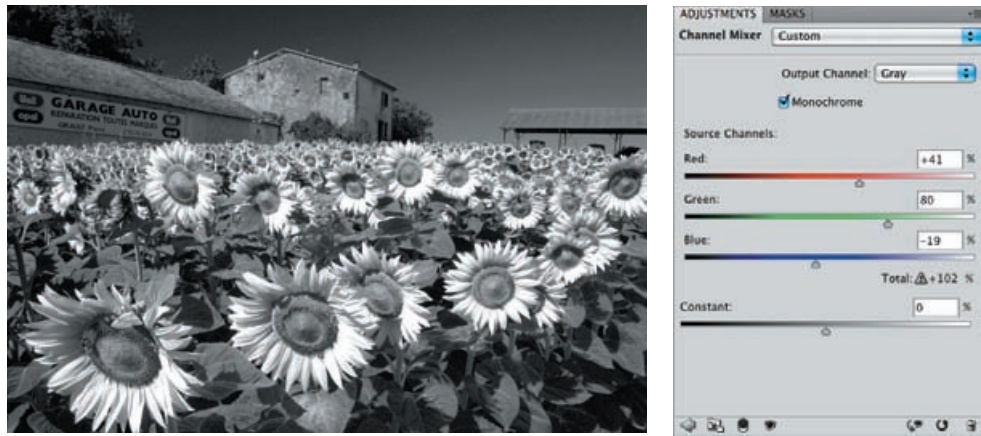 GARAGE AUTO
REPARATION TOUTES MARQUES
opel
ADJUSTMENTS MASKS
Channel Mixer Custom
Output Channel: Gray
Monochrome
Source Channels:
Red: +41 %
Green: 80 %
Blue: -19 %
Total: +102 %
Constant: 0 %